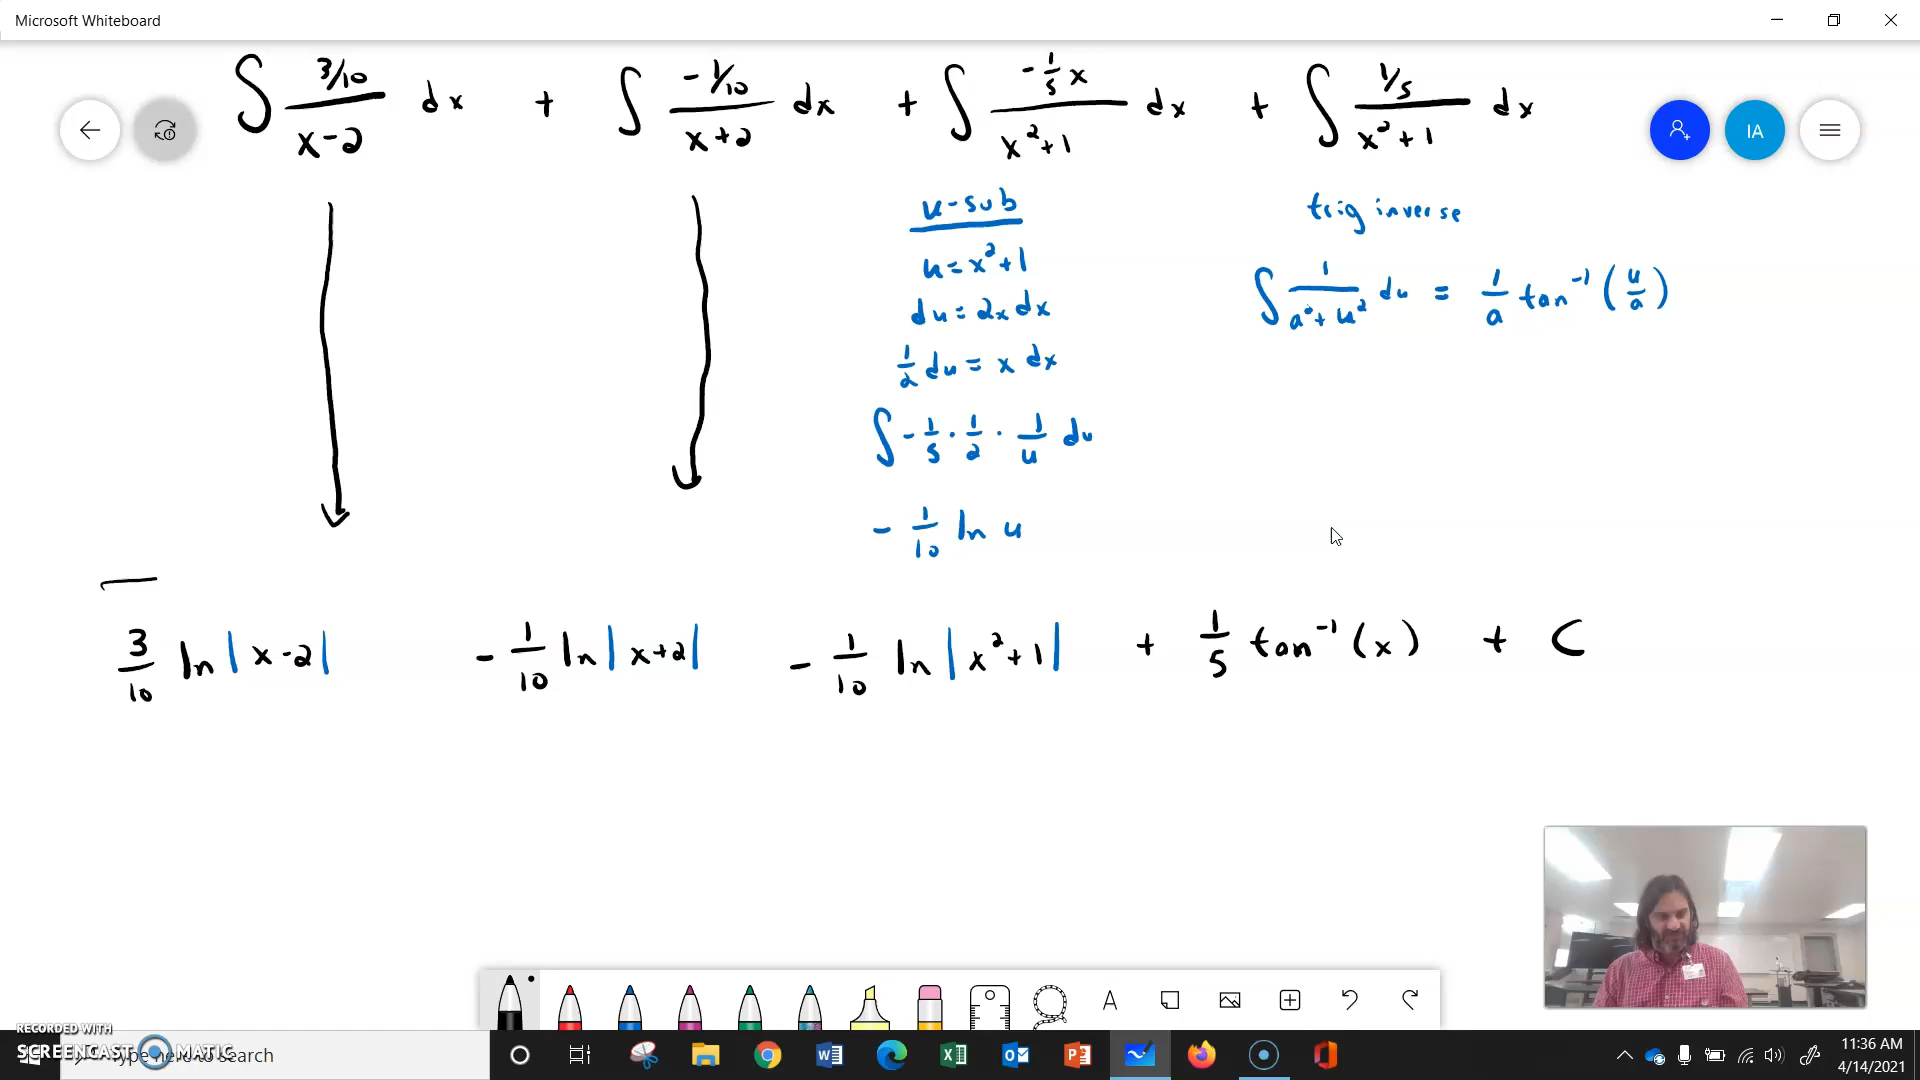 Microsoft Whiteboard
∫ 3/10 / (x-2) dx + ∫ -1/10 / (x+2) dx + ∫ -1/5 x / (x²+1) dx + ∫ 1/5 / (x²+1) dx
IA
u-sub
u = x²+1
du = 2x dx
1/2 du = x dx
∫ -1/5 · 1/2 · 1/u du
- 1/10 ln u
trig inverse
∫ 1/(a²+u²) du = 1/a tan⁻¹(u/a)
3/10 ln|x-2| - 1/10 ln|x+2| - 1/10 ln|x²+1| + 1/5 tan⁻¹(x) + C
RECORDED WITH
SCREENCAST MATIC
Type here to search
11:36 AM
4/14/2021